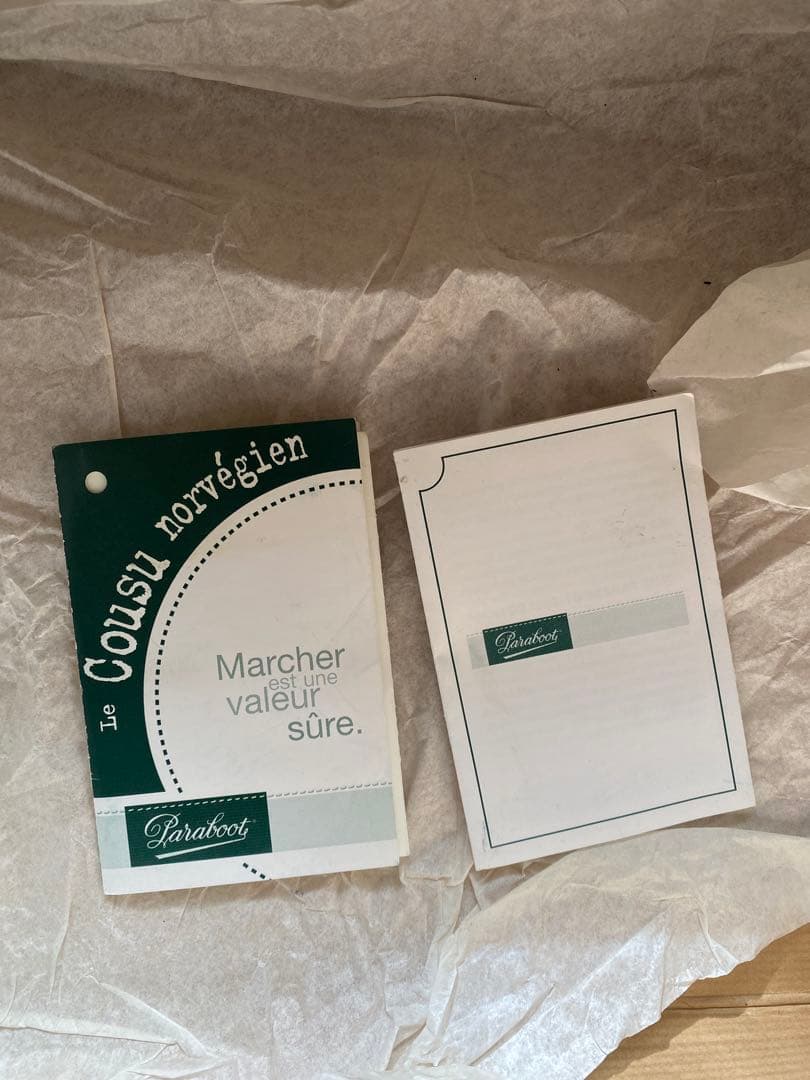 Le Cousu norvégien
Marcher
est une
valeur
sûre.
Paraboot
Paraboot